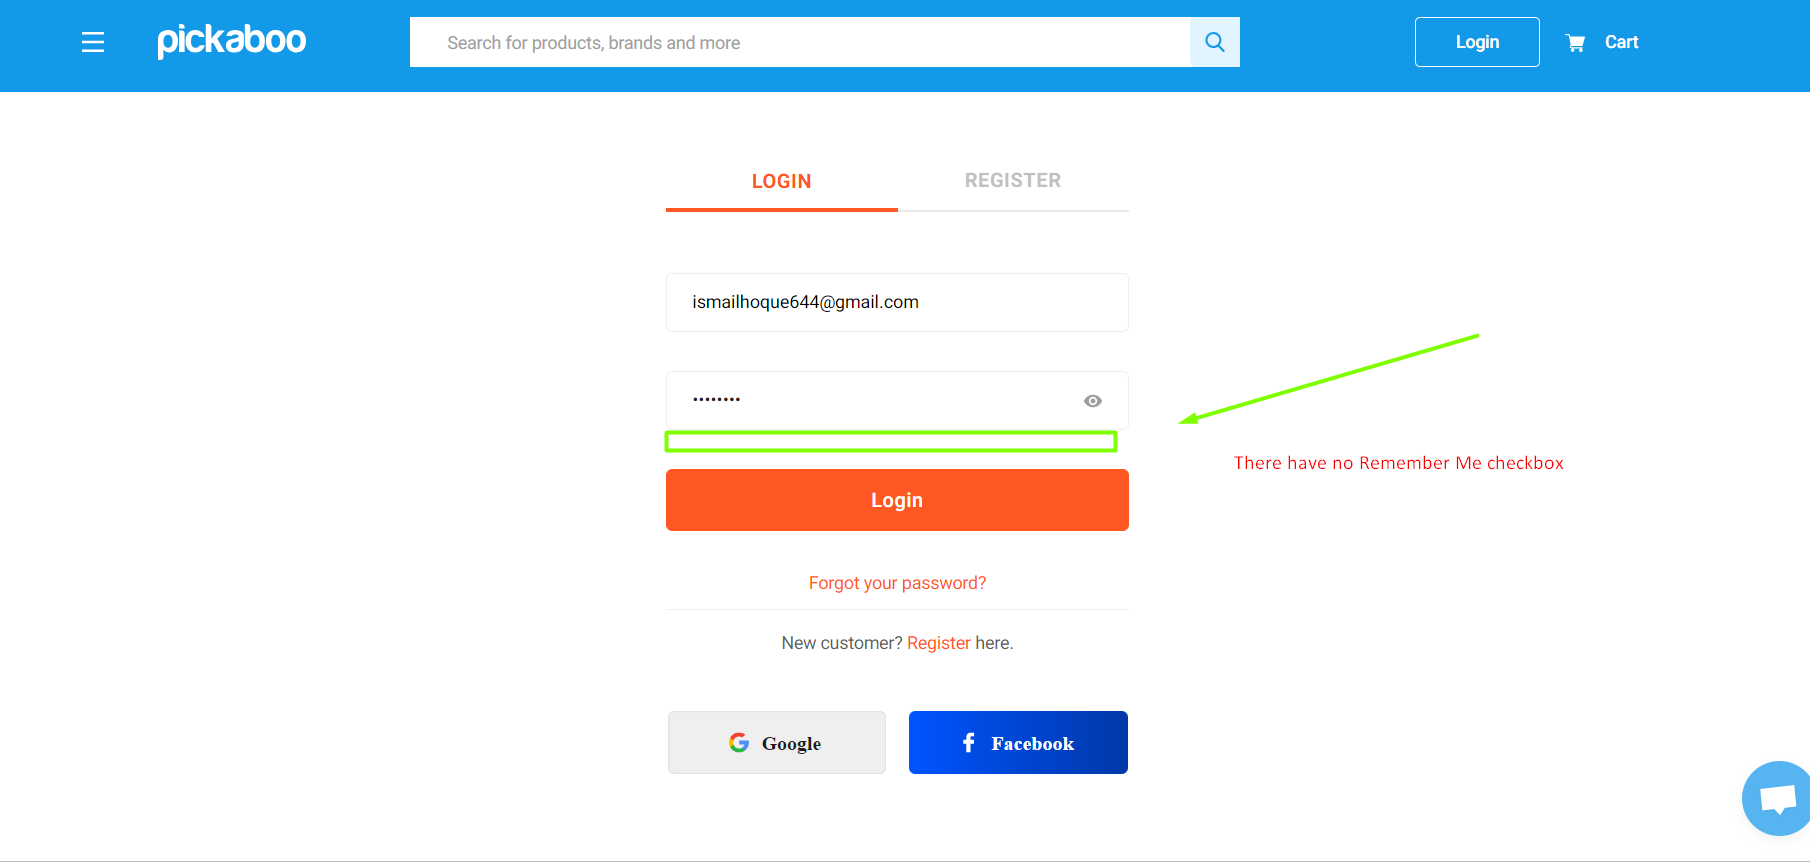 pickaboo
Search for products, brands and more
Login
Cart
LOGIN
REGISTER
ismailhoque644@gmail.com
••••••••
There have no Remember Me checkbox
Login
Forgot your password?
New customer? Register here.
Google
Facebook